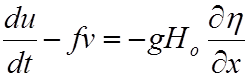 du/dt − fv = −gH_o ∂η/∂x